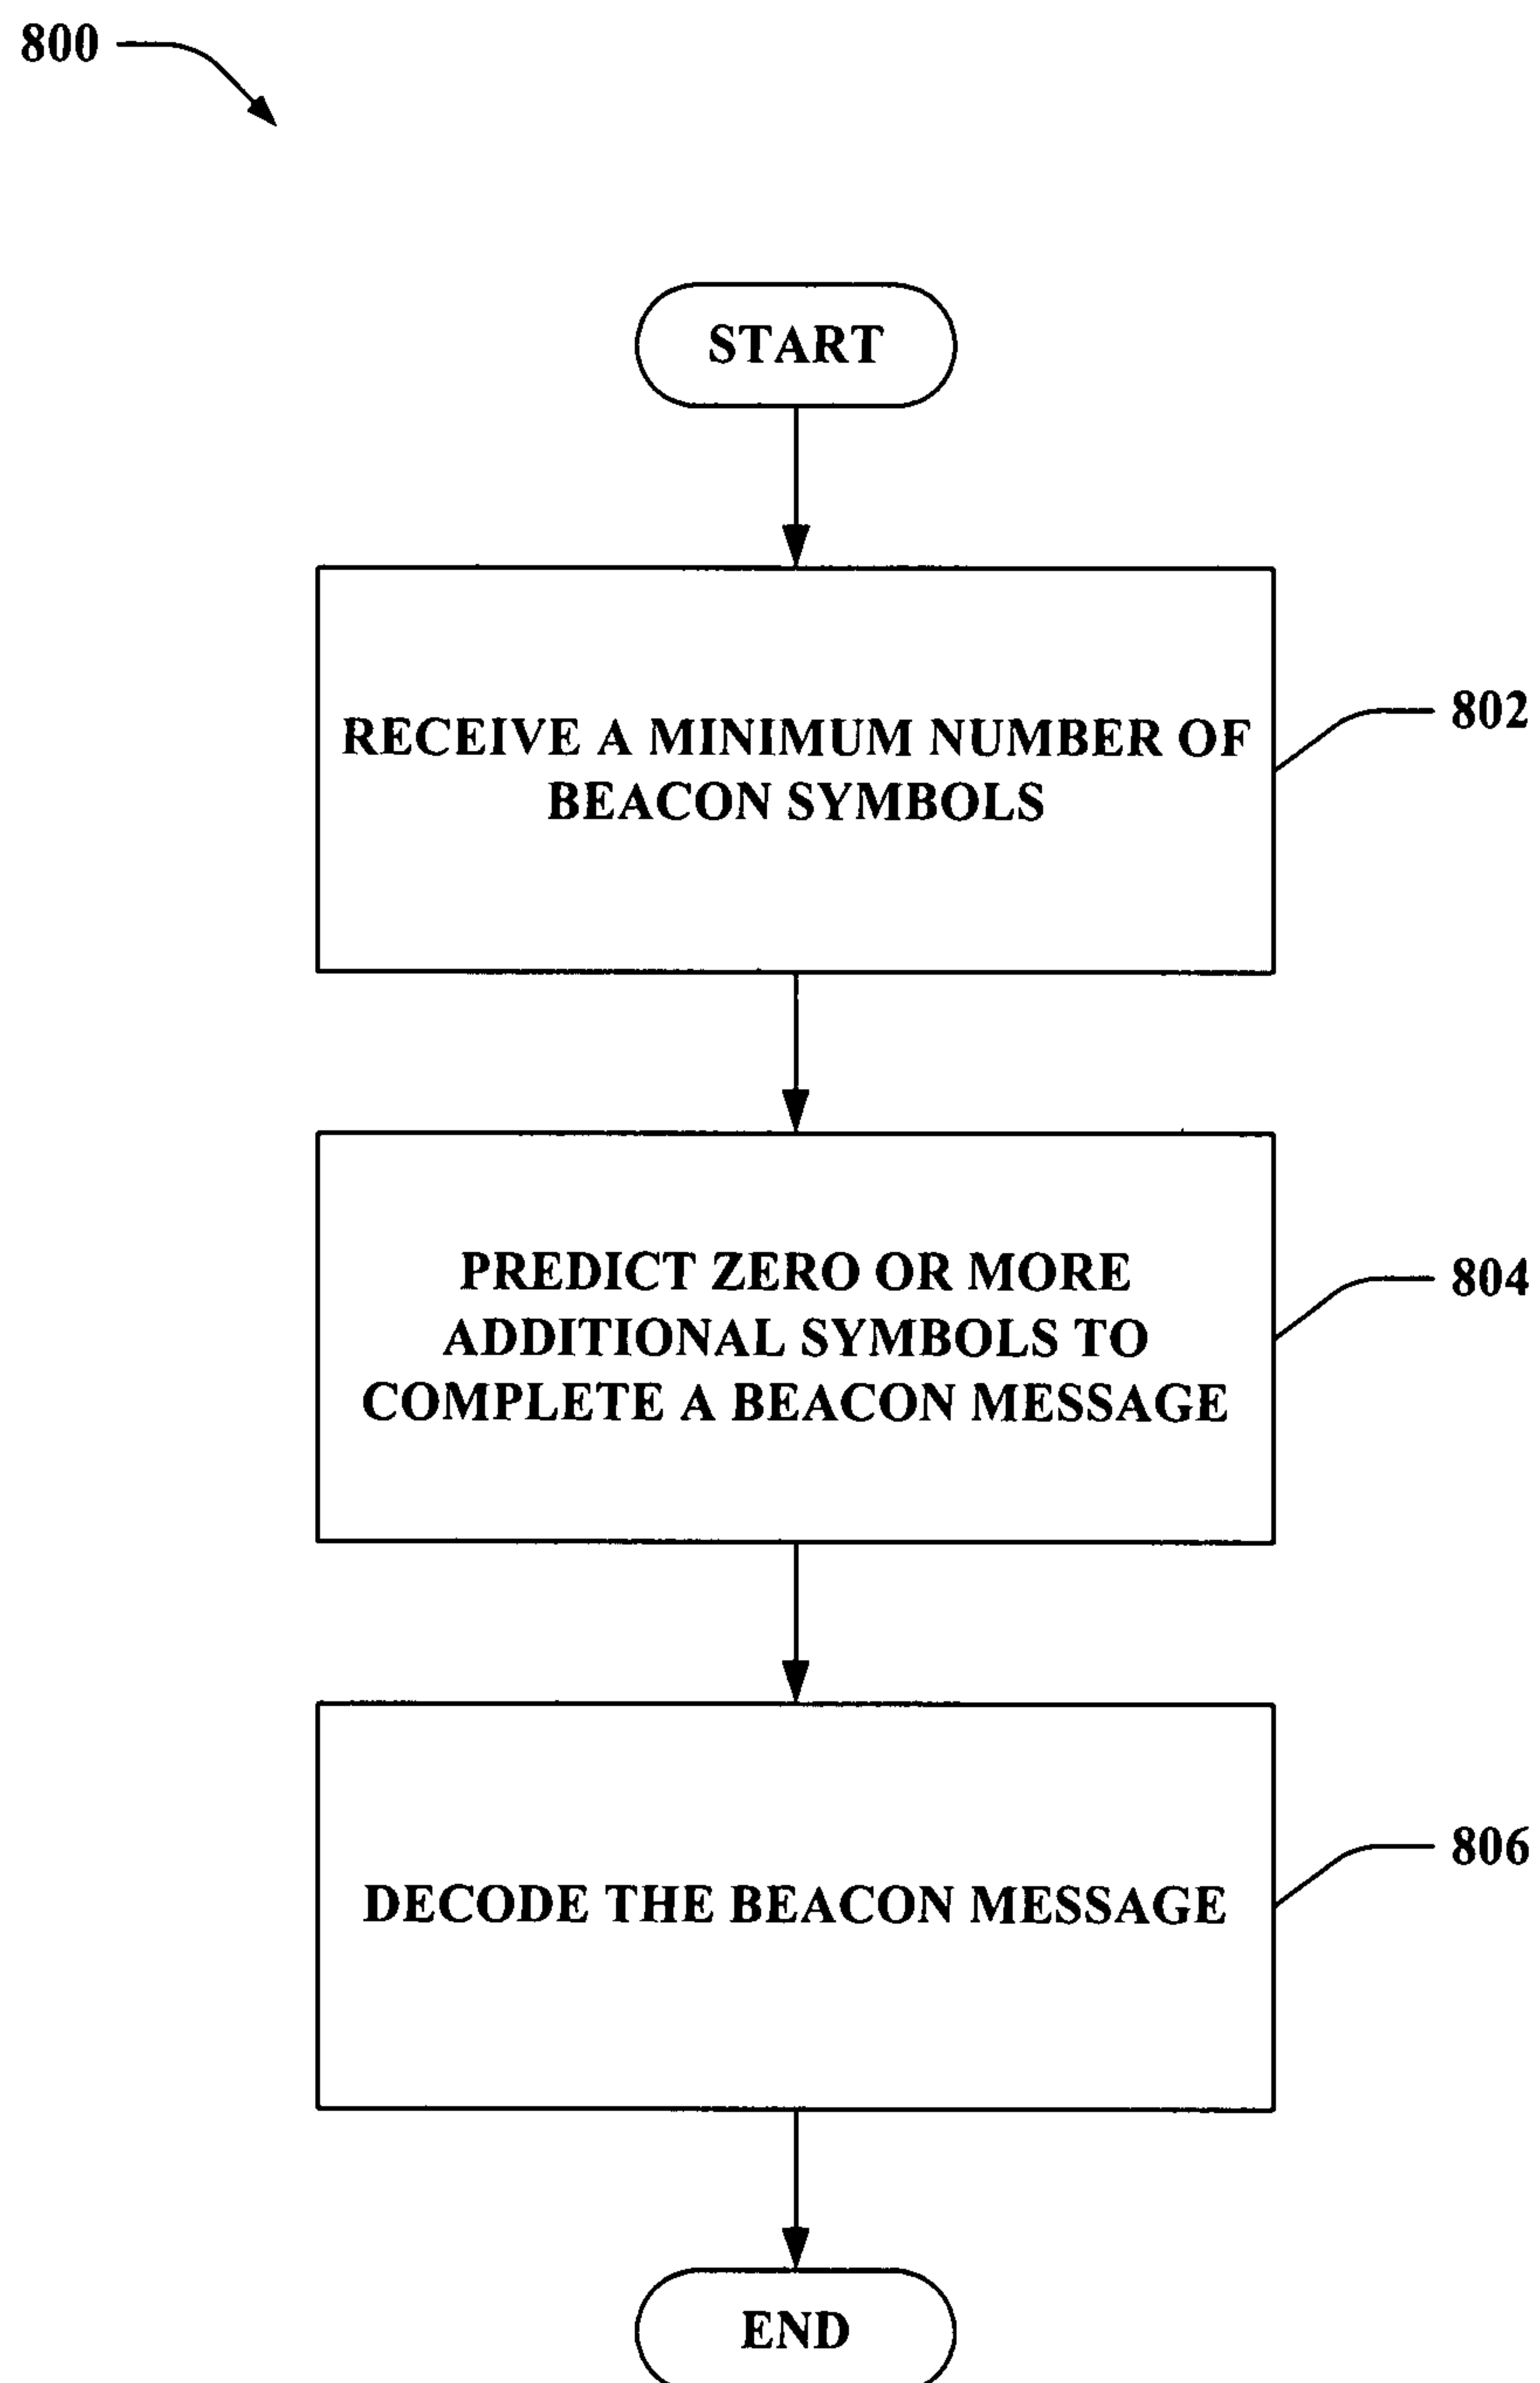 800
START
RECEIVE A MINIMUM NUMBER OF
BEACON SYMBOLS
802
PREDICT ZERO OR MORE
ADDITIONAL SYMBOLS TO
COMPLETE A BEACON MESSAGE
804
DECODE THE BEACON MESSAGE
806
END